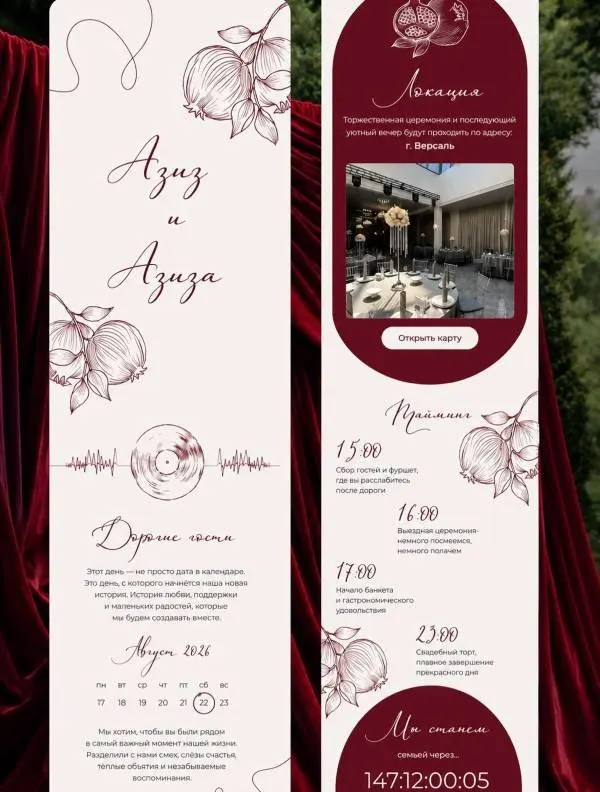 Азиз
и
Азиза
Дорогие гости
Этот день — не просто дата в календаре.
Это день, с которого начнётся наша новая
история. История любви, поддержки
и маленьких радостей, которые
мы будем создавать вместе.
Август 2026
пн вт ср чт пт сб вс
17 18 19 20 21 22 23
Мы хотим, чтобы вы были рядом
в самый важный момент нашей жизни.
Разделили с нами смех, слёзы счастья,
тёплые объятия и незабываемые
воспоминания.
Локация
Торжественная церемония и последующий
уютный вечер будут проходить по адресу:
г. Версаль
Открыть карту
Тайминг
15:00
Сбор гостей и фуршет,
где вы расслабитесь
после дороги
16:00
Выездная церемония-
немного посмеемся,
немного полачем
17:00
Начало банкета
и гастрономического
удовольствия
23:00
Свадебный торт,
плавное завершение
прекрасного дня
Мы станем
семьей через...
147:12:00:05